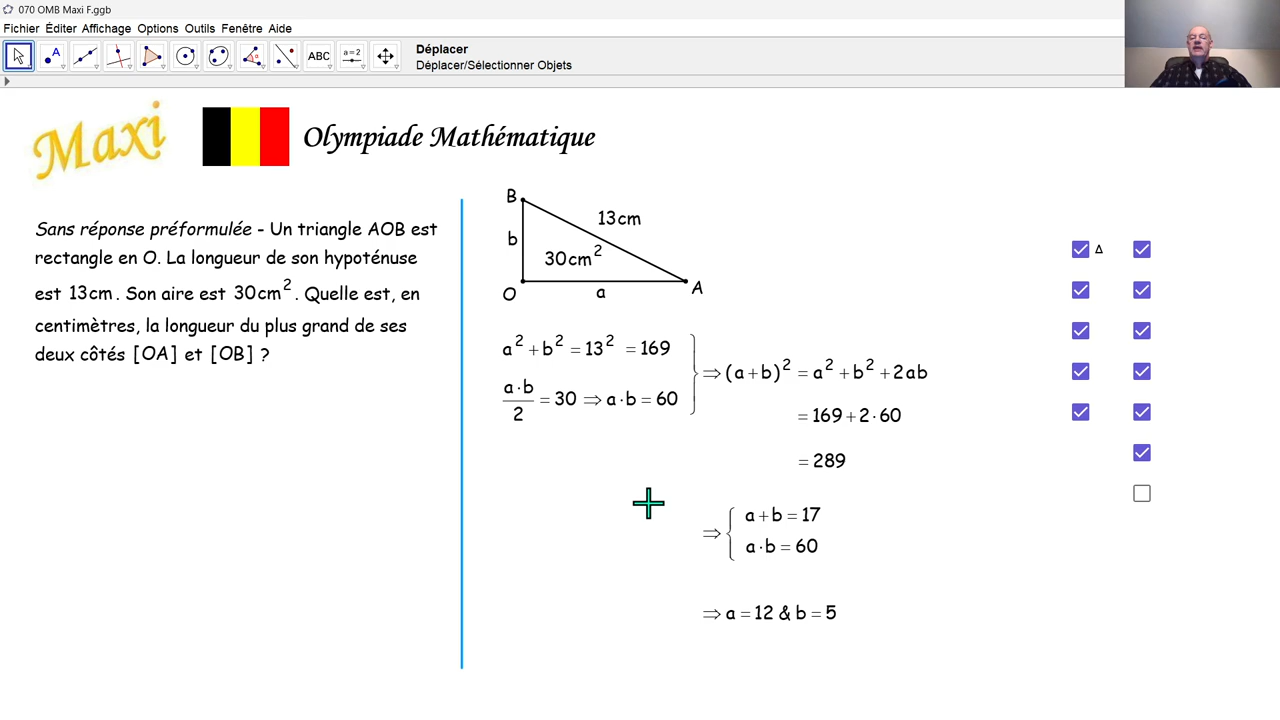 070 OMB Maxi F.ggb
Fichier Éditer Affichage Options Outils Fenêtre Aide
A
ABC
a=2
Déplacer
Déplacer/Sélectionner Objets
Maxi
Olympiade Mathématique
Sans réponse préformulée - Un triangle AOB est
rectangle en O. La longueur de son hypoténuse
est 13cm. Son aire est 30cm². Quelle est, en
centimètres, la longueur du plus grand de ses
deux côtés [OA] et [OB] ?
B
13cm
b
30cm²
O
a
A
a² + b² = 13² = 169
a·b/2 = 30 ⇒ a·b = 60
⇒ (a+b)² = a² + b² + 2ab
= 169 + 2·60
= 289
⇒ { a + b = 17
a·b = 60
⇒ a = 12 & b = 5
Δ